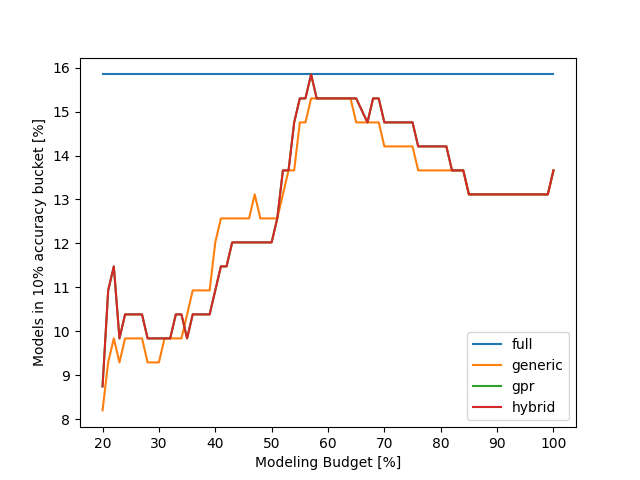 Models in 10% accuracy bucket [%]
16
15
14
13
12
11
10
9
8
20 30 40 50 60 70 80 90 100
Modeling Budget [%]
full
generic
gpr
hybrid